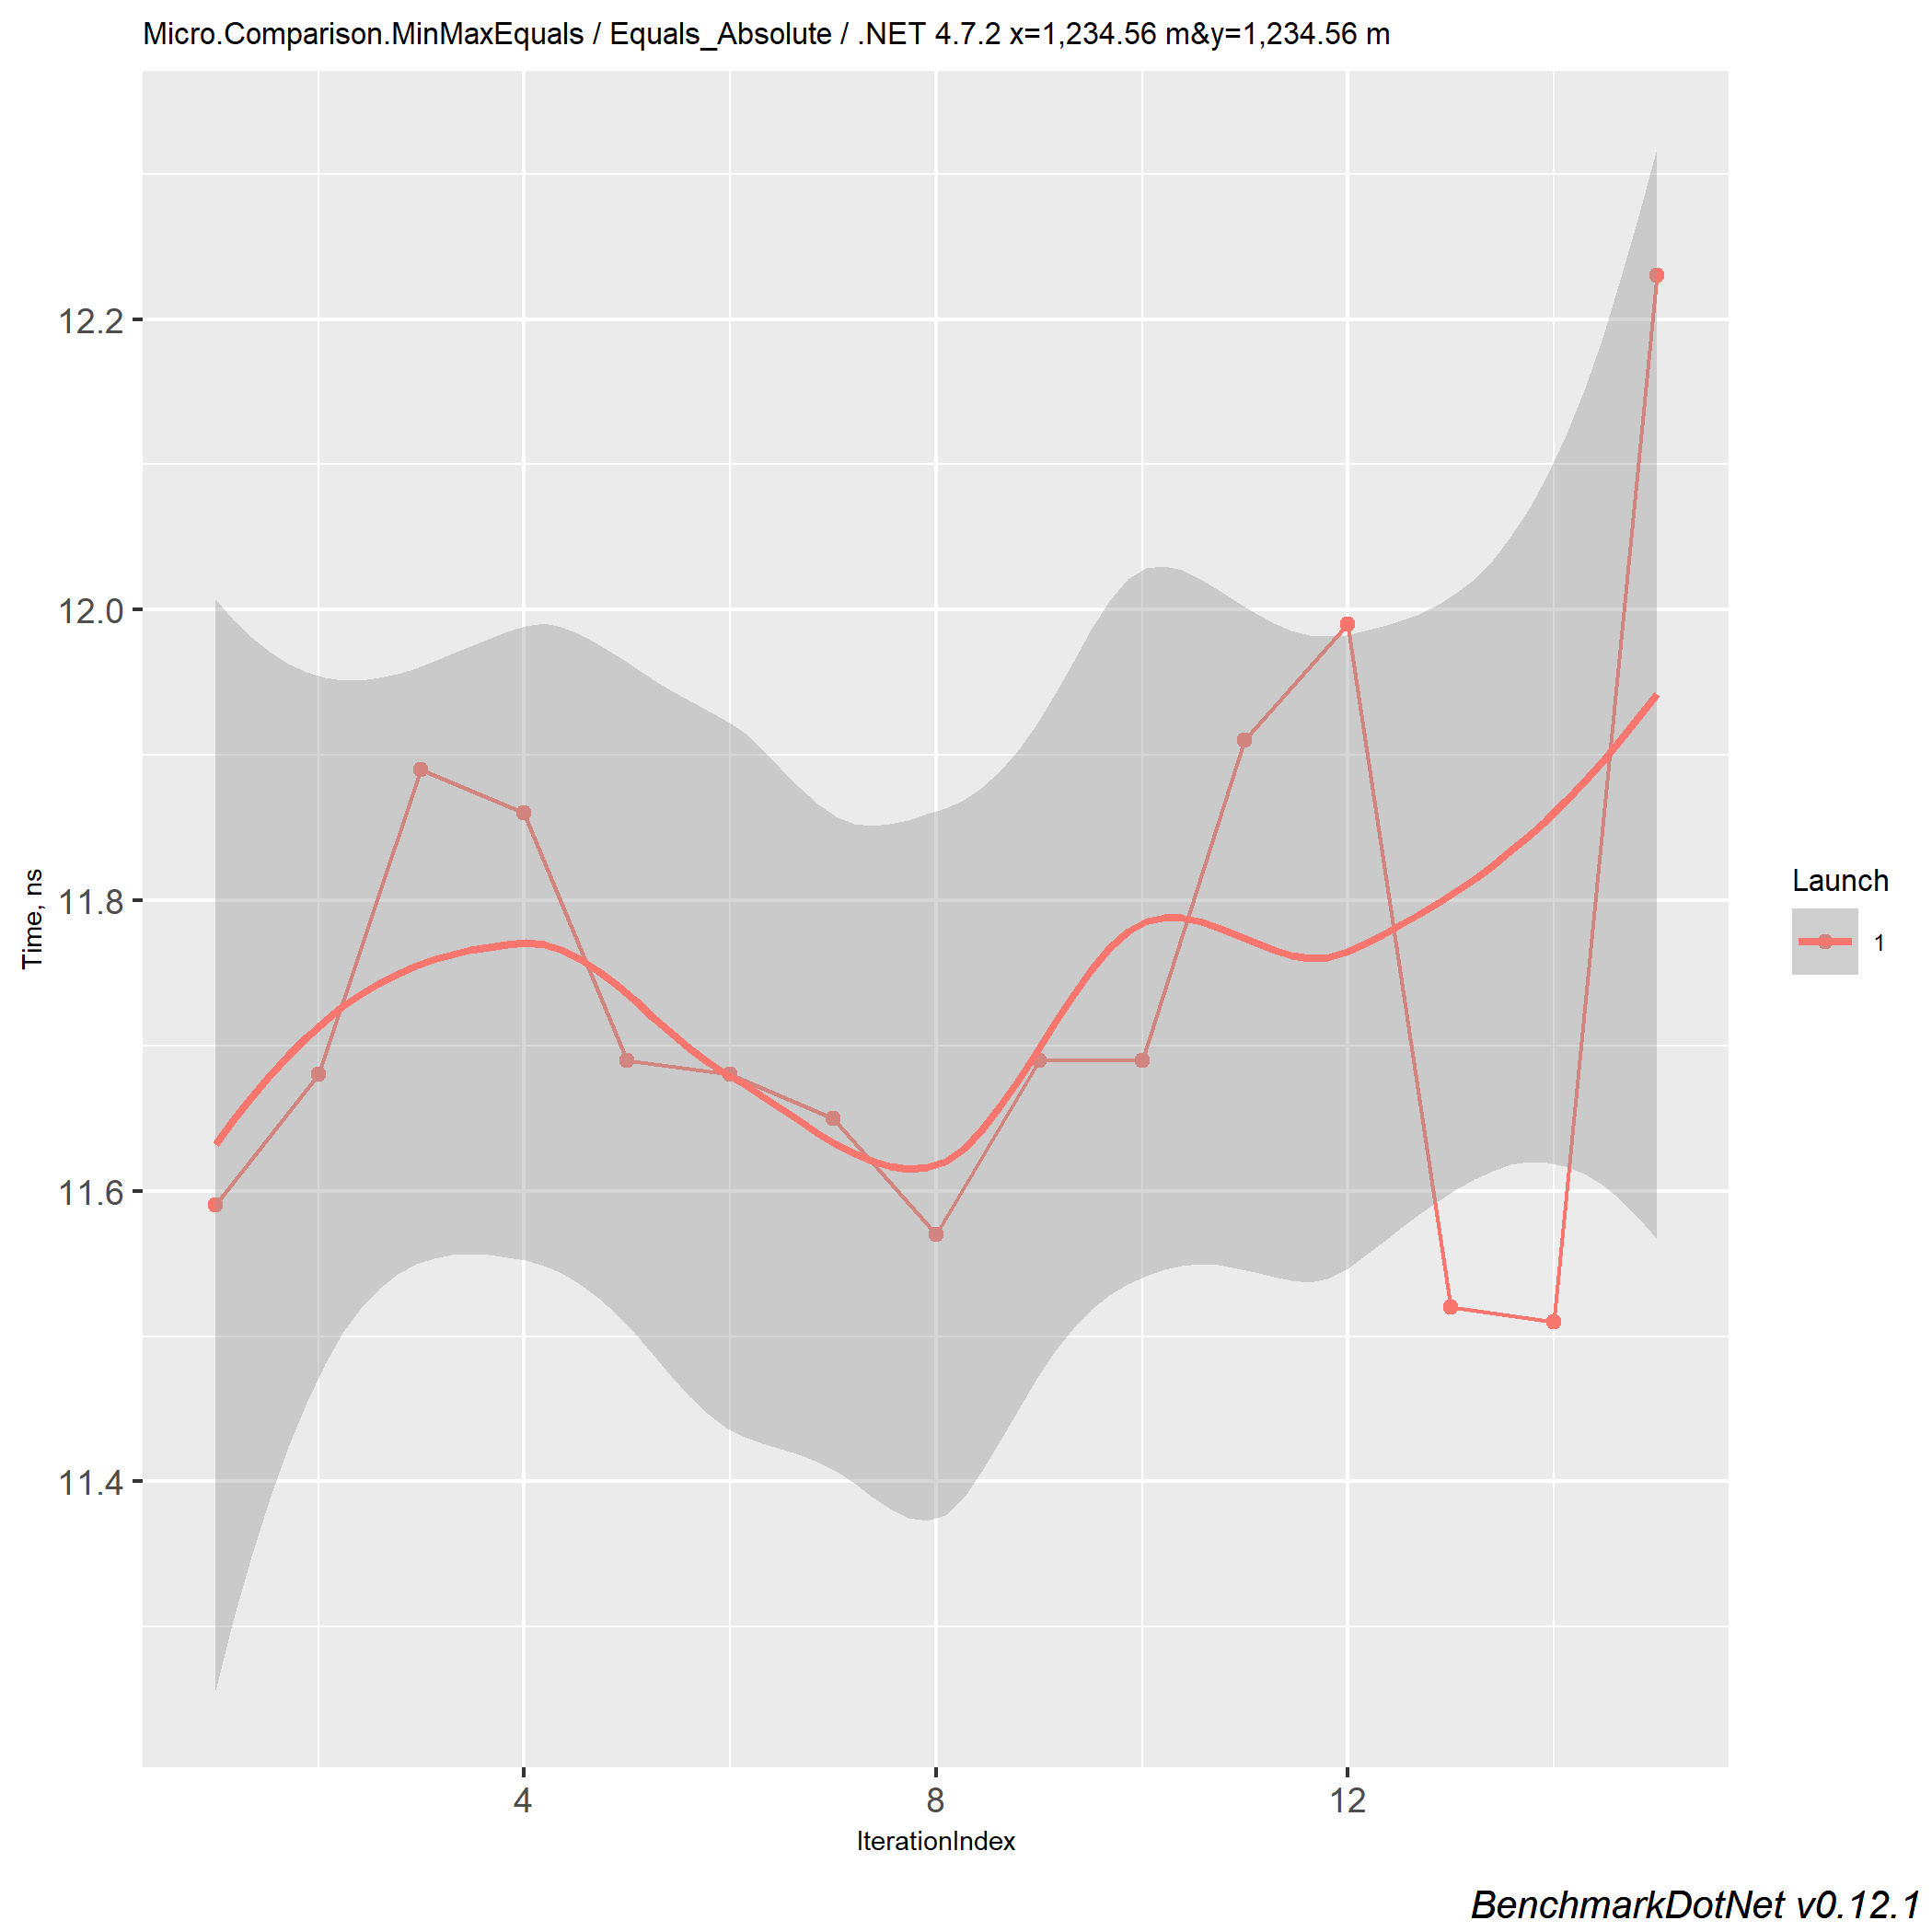 Micro.Comparison.MinMaxEquals / Equals_Absolute / .NET 4.7.2 x=1,234.56 m&y=1,234.56 m
12.2
12.0
11.8
11.6
11.4
Time, ns
4
8
12
IterationIndex
Launch
1
BenchmarkDotNet v0.12.1